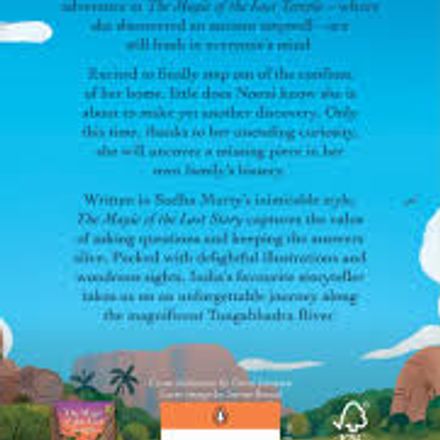 adventure in The Magic of the Lost Temple—where
she discovered an ancient stepwell—are
still fresh in everyone's mind
Excited to finally step out of the confines
of her home, little does Nooni know she is
about to make yet another discovery. Only
this time, thanks to her unending curiosity,
she will uncover a missing piece in her
own family's history.
Written in Sudha Murty's inimitable style,
The Magic of the Lost Story captures the value
of asking questions and keeping the answers
alive. Packed with delightful illustrations and
wondrous sights, India's favourite storyteller
takes us on an unforgettable journey along
the magnificent Tungabhadra River
FSC